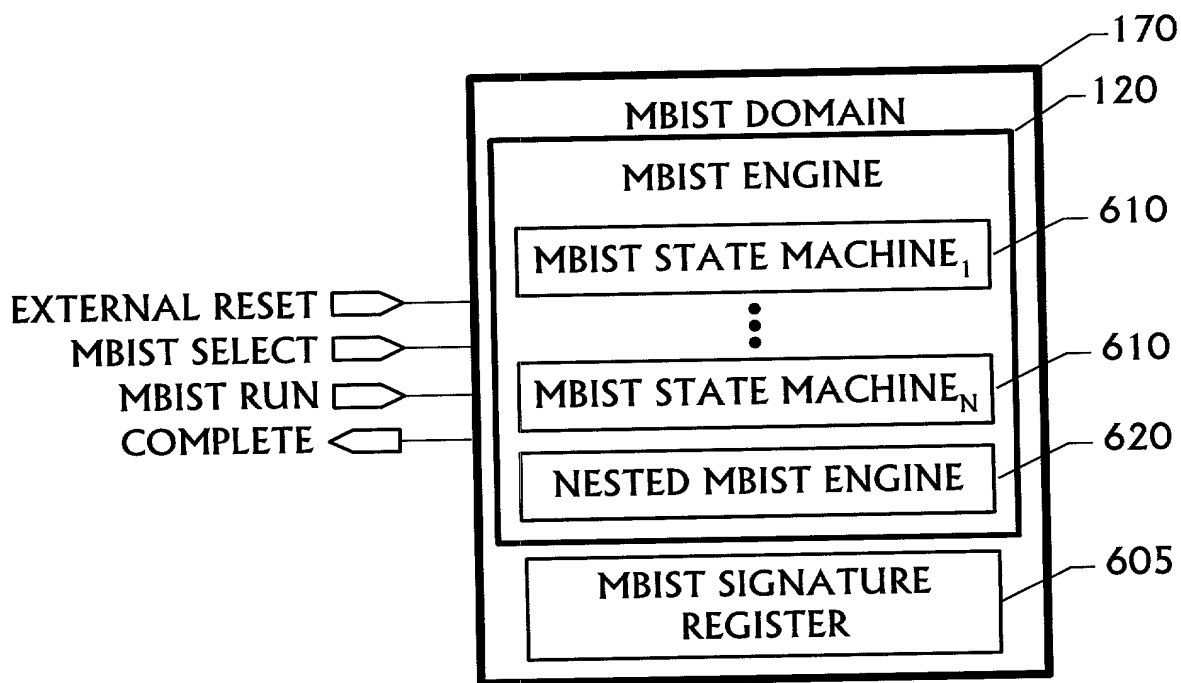 170
MBIST DOMAIN
120
MBIST ENGINE
610
MBIST STATE MACHINE1
EXTERNAL RESET
MBIST SELECT
610
MBIST RUN
MBIST STATE MACHINEN
COMPLETE
620
NESTED MBIST ENGINE
605
MBIST SIGNATURE
REGISTER